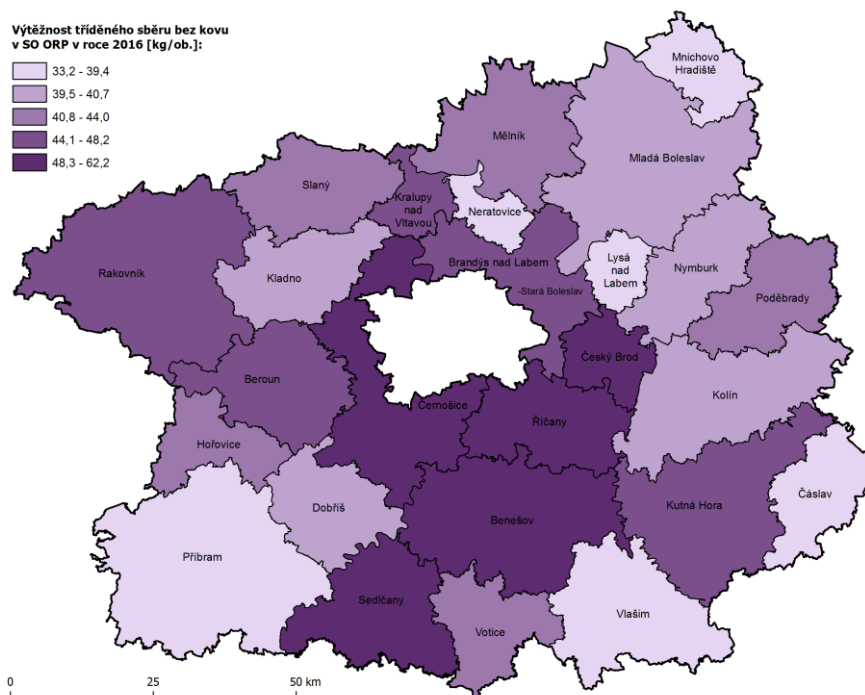 Výtěžnost tříděného sběru bez kovu
v SO ORP v roce 2016 [kg/ob.]:
33,2 - 39,4
39,5 - 40,7
40,8 - 44,0
44,1 - 48,2
48,3 - 62,2
Mnichovo
Hradiště
Mělník
Mladá Boleslav
Slaný
Kralupy
nad
Vltavou
Neratovice
Rakovník
Kladno
Brandýs nad Labem
-Stará Boleslav
Lysá
nad
Labem
Nymburk
Poděbrady
Český Brod
Beroun
Černošice
Říčany
Kolín
Hořovice
Dobříš
Benešov
Kutná Hora
Čáslav
Příbram
Sedlčany
Votice
Vlašim
0 25 50 km